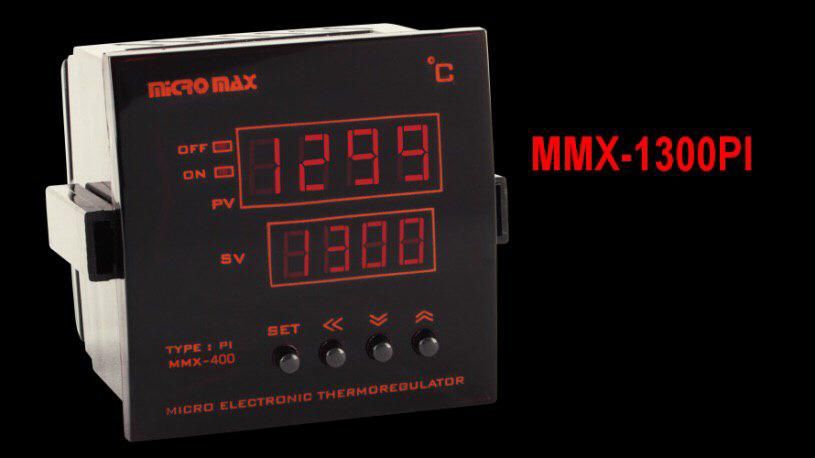 MICRO MAX
°C
OFF
ON
1299
PV
SV
1300
SET
TYPE : PI
MMX-400
MICRO ELECTRONIC THERMOREGULATOR
MMX-1300PI